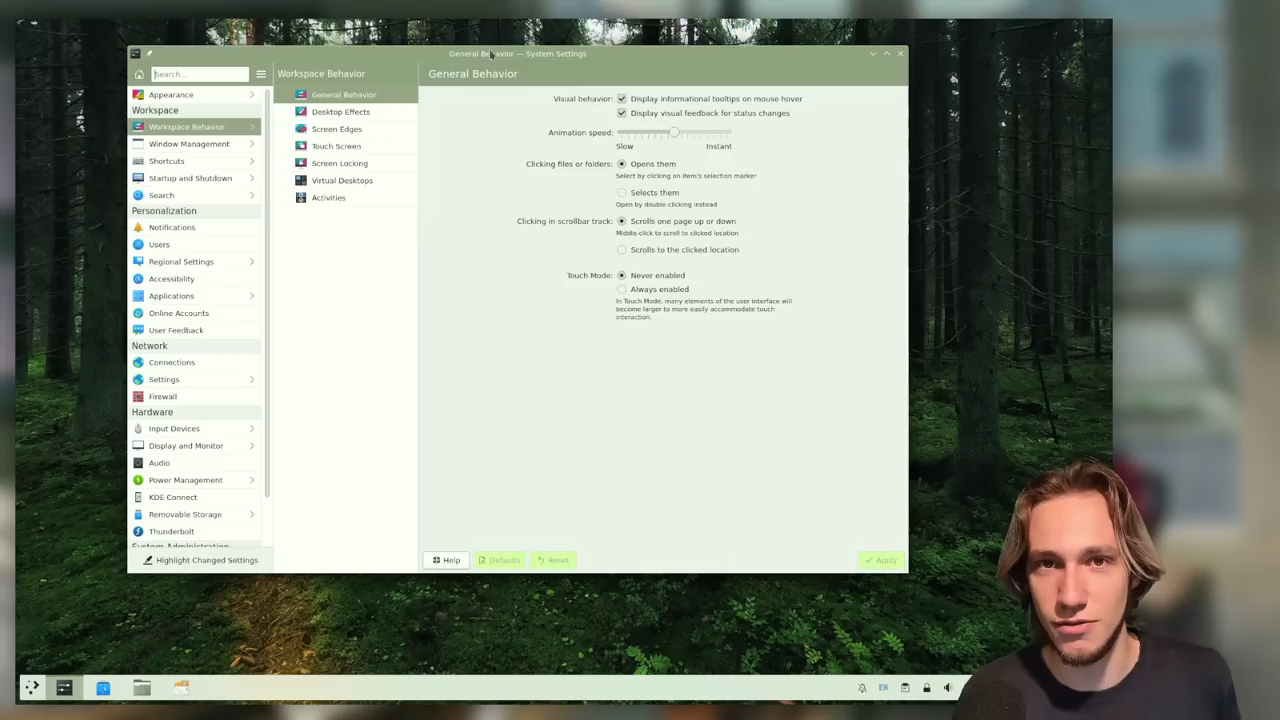 General Behavior — System Settings
Search...
Workspace Behavior
General Behavior
Appearance
Workspace
Workspace Behavior
Window Management
Shortcuts
Startup and Shutdown
Search
Personalization
Notifications
Users
Regional Settings
Accessibility
Applications
Online Accounts
User Feedback
Network
Connections
Settings
Firewall
Hardware
Input Devices
Display and Monitor
Audio
Power Management
KDE Connect
Removable Storage
Thunderbolt
System Administration
Highlight Changed Settings
General Behavior
Desktop Effects
Screen Edges
Touch Screen
Screen Locking
Virtual Desktops
Activities
Visual behavior: Display informational tooltips on mouse hover
Display visual feedback for status changes
Animation speed:
Slow Instant
Clicking files or folders: Opens them
Select by clicking on item's selection marker
Selects them
Open by double-clicking instead
Clicking in scrollbar track: Scrolls one page up or down
Middle-click to scroll to clicked location
Scrolls to the clicked location
Touch Mode: Never enabled
Always enabled
In Touch Mode, many elements of the user interface will
become larger to more easily accommodate touch
interaction.
Help Defaults Reset Apply
EN